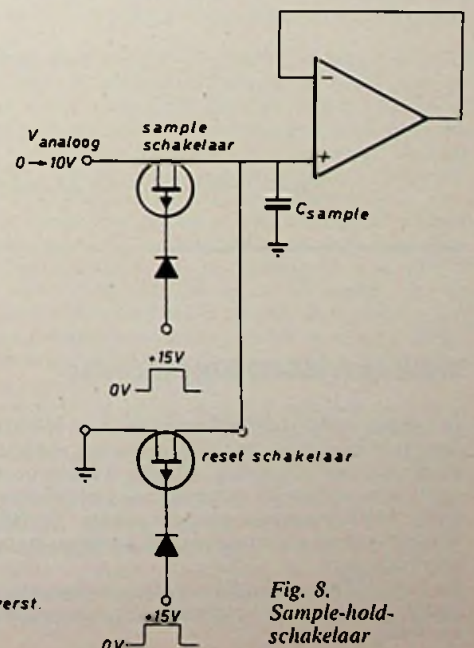 V analoog
0→10V
sample
schakelaar
−
+
C sample
+15V
0V
reset schakelaar
erst.
+15V
0V
Fig. 8.
Sample-hold-
schakelaar